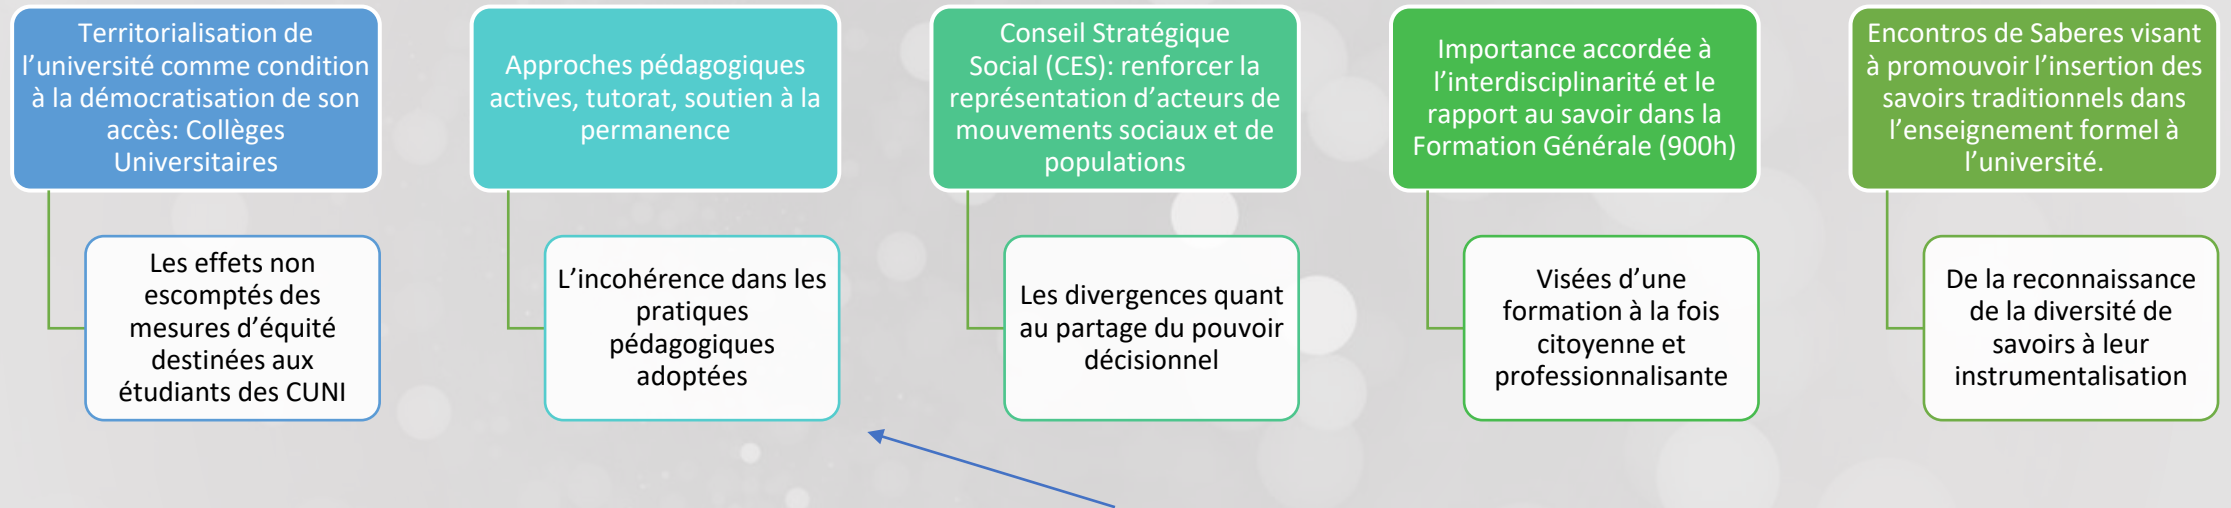 Territorialisation de
l’université comme condition
à la démocratisation de son
accès: Collèges
Universitaires
Les effets non
escomptés des
mesures d’équité
destinées aux
étudiants des CUNI
Approches pédagogiques
actives, tutorat, soutien à la
permanence
L’incohérence dans les
pratiques
pédagogiques
adoptées
Conseil Stratégique
Social (CES): renforcer la
représentation d’acteurs de
mouvements sociaux et de
populations
Les divergences quant
au partage du pouvoir
décisionnel
Importance accordée à
l’interdisciplinarité et le
rapport au savoir dans la
Formation Générale (900h)
Visées d’une
formation à la fois
citoyenne et
professionnalisante
Encontros de Saberes visant
à promouvoir l’insertion des
savoirs traditionnels dans
l’enseignement formel à
l’université.
De la reconnaissance
de la diversité de
savoirs à leur
instrumentalisation